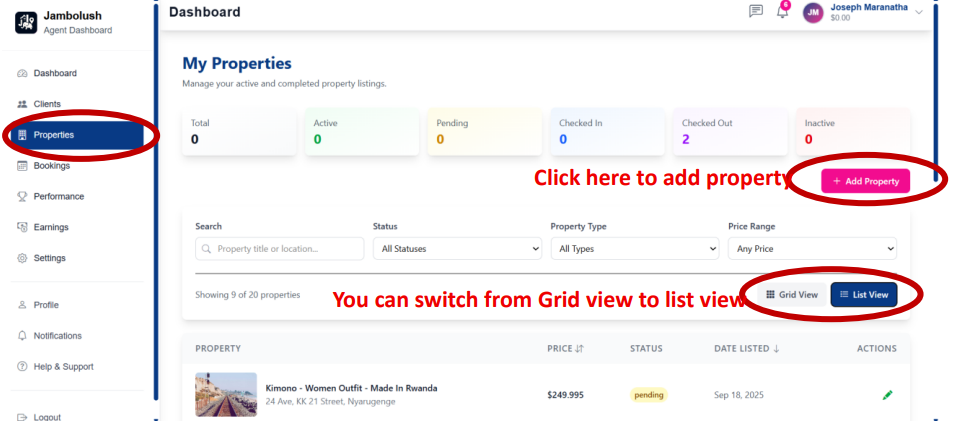 Jambolush
Agent Dashboard
Dashboard
6
JM
Joseph Maranatha
$0.00
Dashboard
Clients
Properties
Bookings
Performance
Earnings
Settings
Profile
Notifications
Help & Support
Logout
My Properties
Manage your active and completed property listings.
Total
0
Active
0
Pending
0
Checked In
0
Checked Out
2
Inactive
0
Click here to add property
+ Add Property
Search
Property title or location...
Status
All Statuses
Property Type
All Types
Price Range
Any Price
Showing 9 of 20 properties
You can switch from Grid view to list view
Grid View
List View
PROPERTY PRICE ↓↑ STATUS DATE LISTED ↓ ACTIONS
Kimono - Women Outfit - Made In Rwanda
24 Ave, KK 21 Street, Nyarugenge
$249.995
pending
Sep 18, 2025